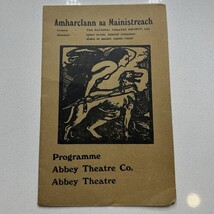 Amharclann na Mainistreach
THE NATIONAL THEATRE SOCIETY, LTD.
Programme
Abbey Theatre Co.
Abbey Theatre